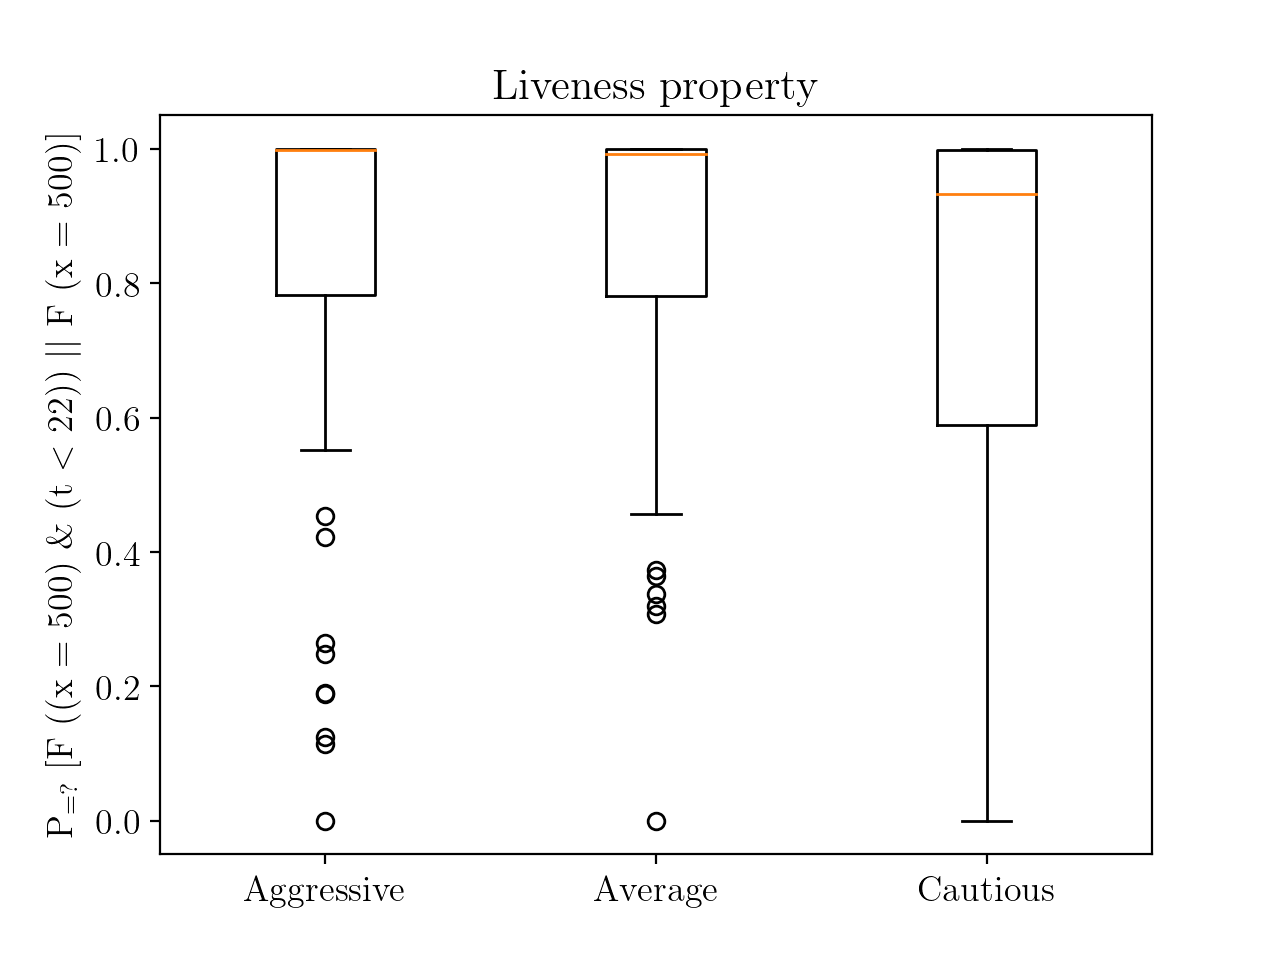 Liveness property
P=? [F ((x = 500) & (t < 22)) || F (x = 500)]
1.0
0.8
0.6
0.4
0.2
0.0
Aggressive Average Cautious